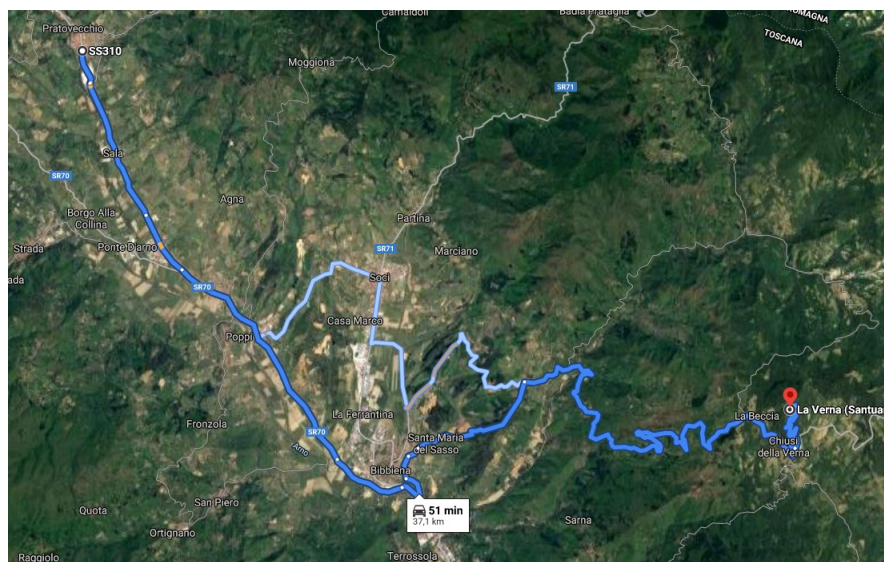 Camaldoli
Badia Prataglia
ROMAGNA
TOSCANA
Pratovecchio
SS310
Moggiona
SR71
Sala
SR70
Agna
Borgo Alla
Collina
Partina
Strada
Ponte D'arno
SR71
Marciano
ada
Soci
SR70
Casa Marco
Poppi
La Ferrantina
La Beccia
La Verna (Santua
Fronzola
SR70
Arno
Santa Maria
del Sasso
Chiusi
della Verna
Bibbiena
San Piero
Quota
51 min
37,1 km
Sarna
Ortignano
Raggiolo
Terrossola